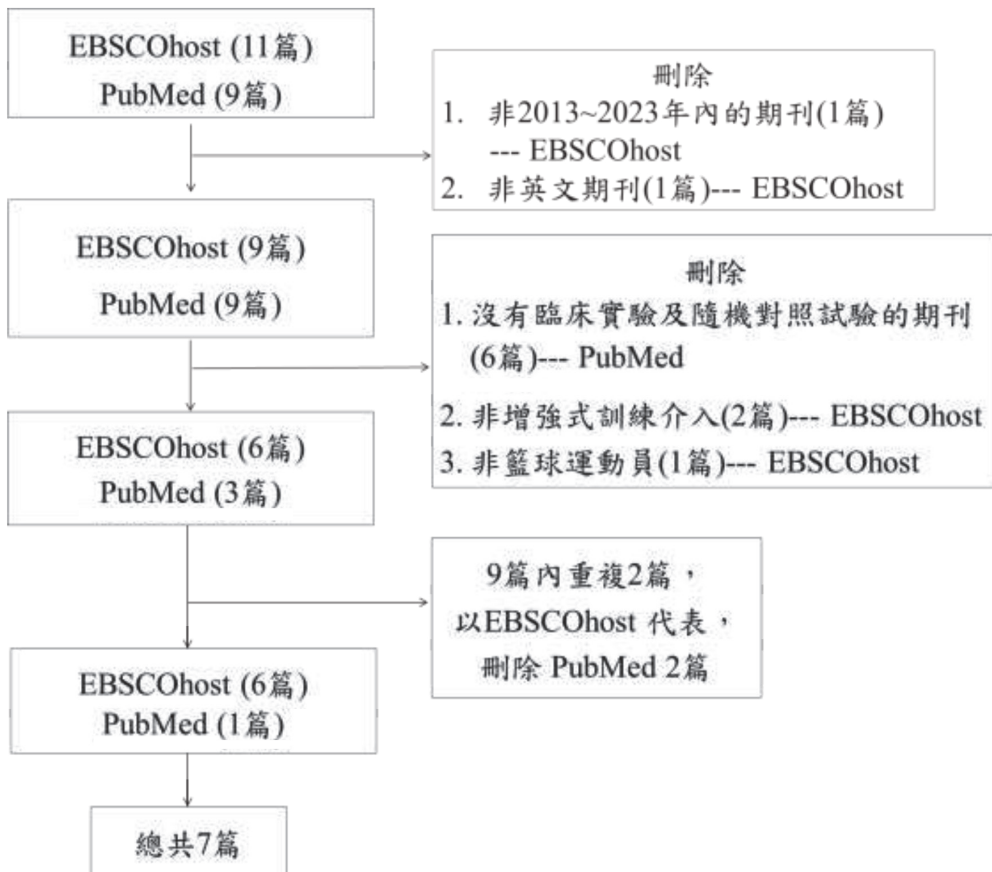 EBSCOhost (11篇)
PubMed (9篇)
刪除
1. 非2013~2023年內的期刊(1篇)
--- EBSCOhost
2. 非英文期刊(1篇)--- EBSCOhost
EBSCOhost (9篇)
PubMed (9篇)
刪除
1. 沒有臨床實驗及隨機對照試驗的期刊
(6篇)--- PubMed
2. 非增強式訓練介入(2篇)--- EBSCOhost
3. 非籃球運動員(1篇)--- EBSCOhost
EBSCOhost (6篇)
PubMed (3篇)
9篇內重複2篇，
以EBSCOhost 代表，
刪除 PubMed 2篇
EBSCOhost (6篇)
PubMed (1篇)
總共7篇